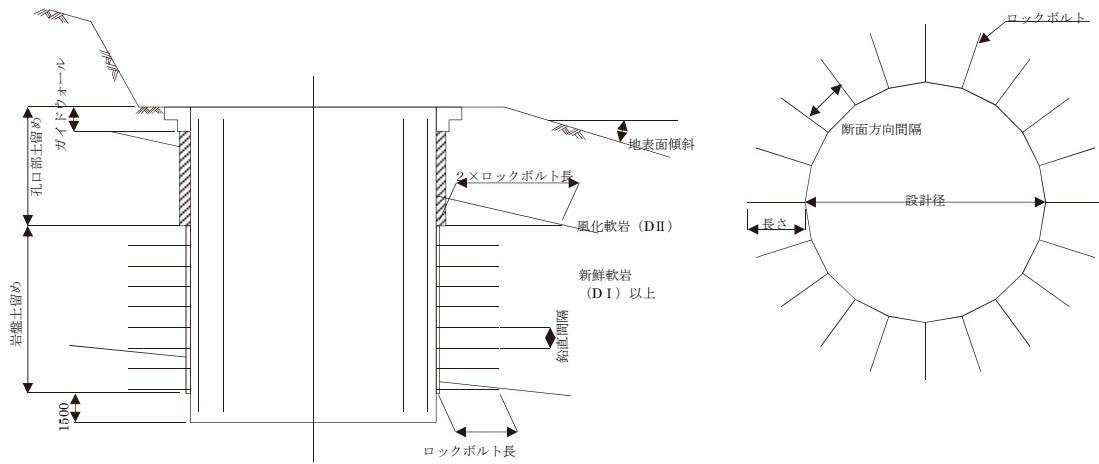 ガイドウォール
孔口部土留め
岩盤土留め
1500
地表面傾斜
2×ロックボルト長
風化軟岩（DⅡ）
新鮮軟岩
（DⅠ）以上
鉛直間隔
ロックボルト長
ロックボルト
断面方向間隔
設計径
長さ